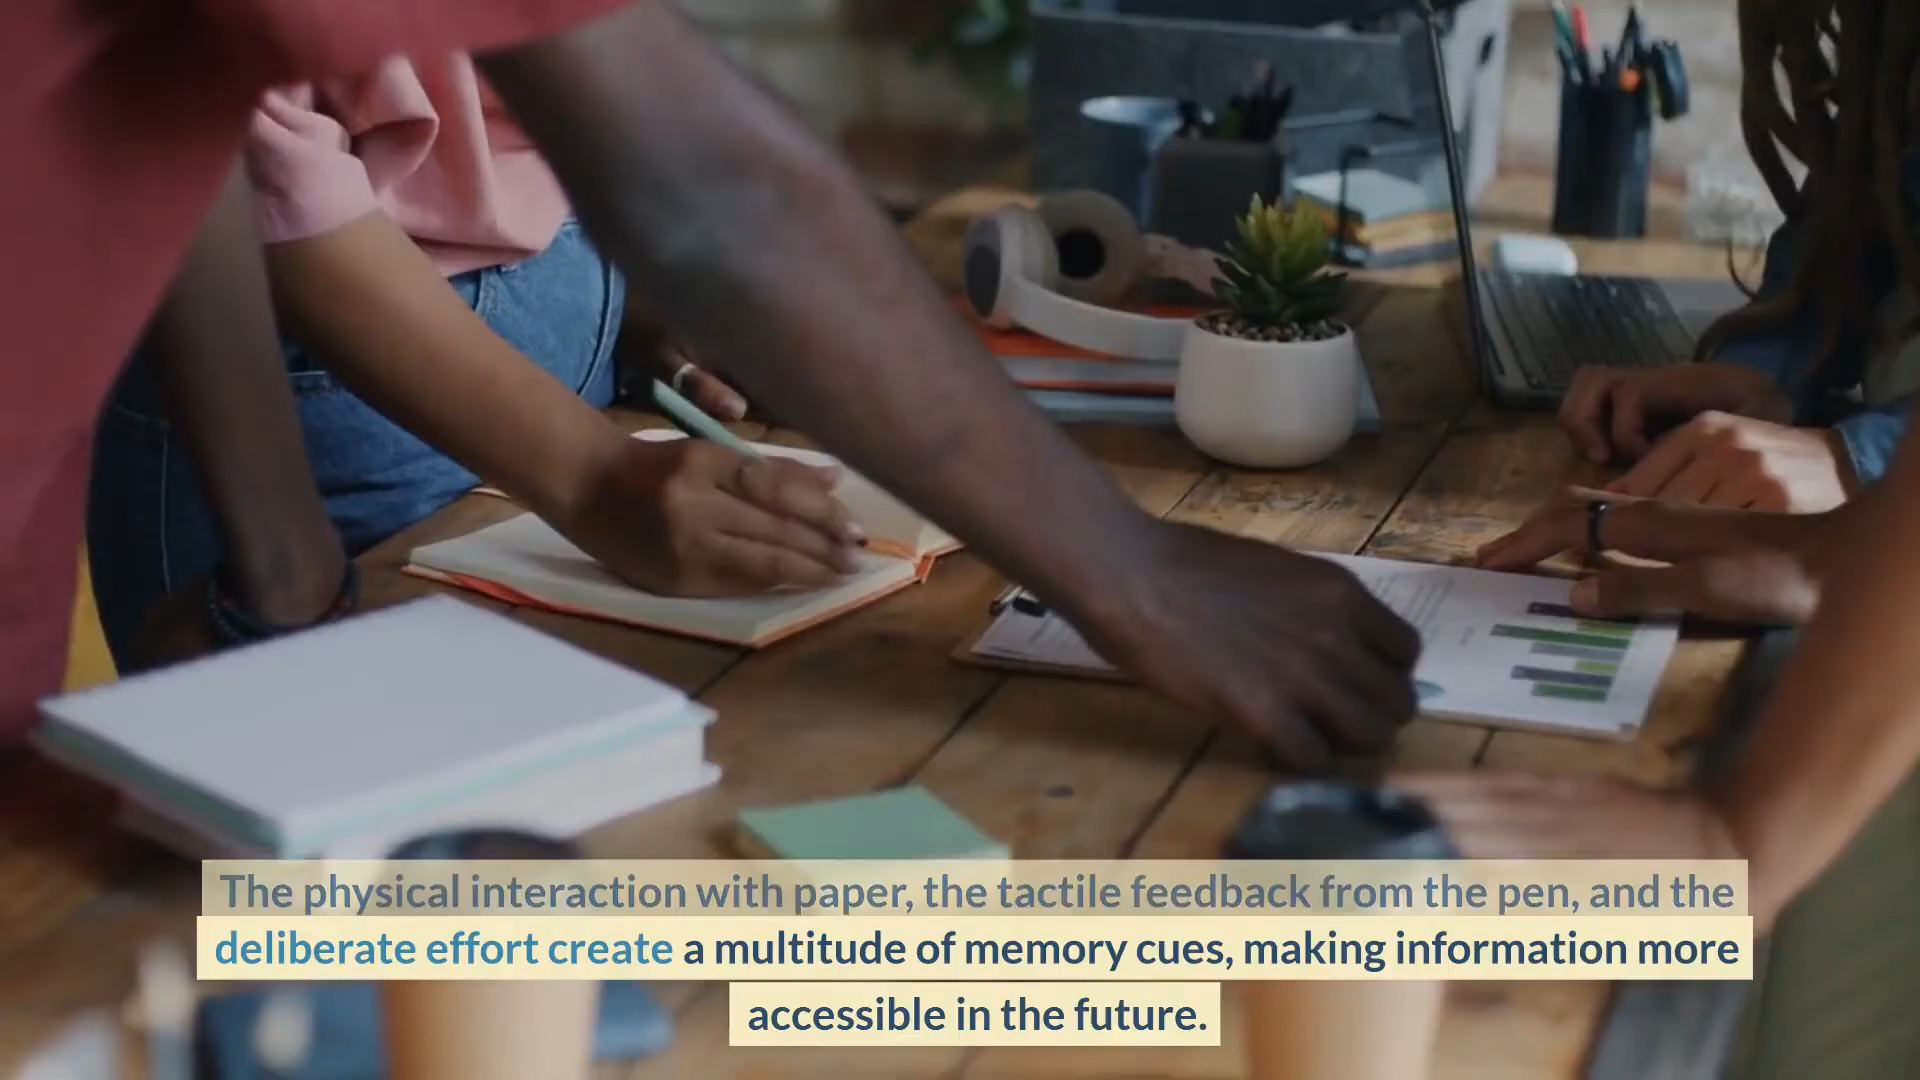 The physical interaction with paper, the tactile feedback from the pen, and the
deliberate effort create a multitude of memory cues, making information more
accessible in the future.